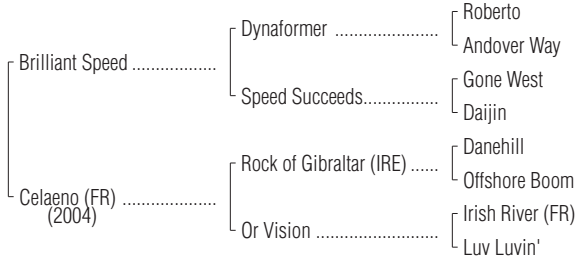 Roberto
Dynaformer ......................
Andover Way
Brilliant Speed ..................
Gone West
Speed Succeeds................
Daijin
Danehill
Rock of Gibraltar (IRE) ......
Offshore Boom
Celaeno (FR) ....................
(2004)
Irish River (FR)
Or Vision ..........................
Luv Luvin'